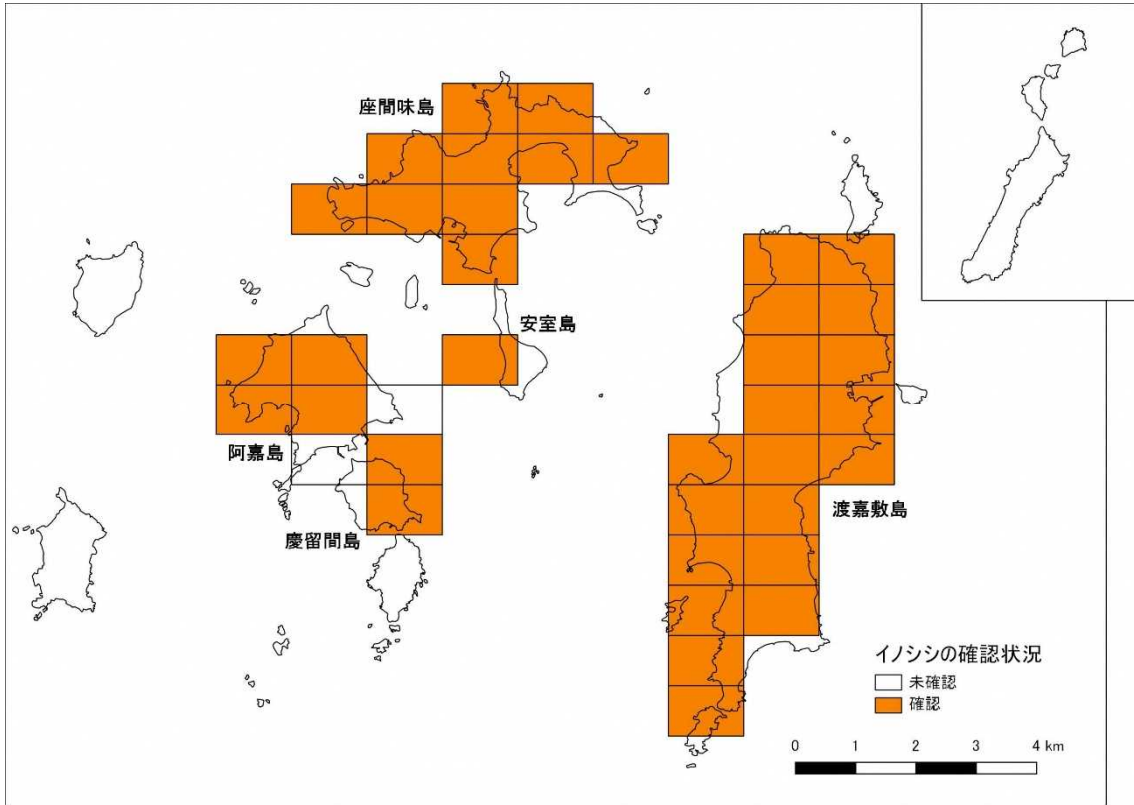 座間味島
安室島
阿嘉島
慶留間島
渡嘉敷島
イノシシの確認状況
未確認
確認
0 1 2 3 4 km